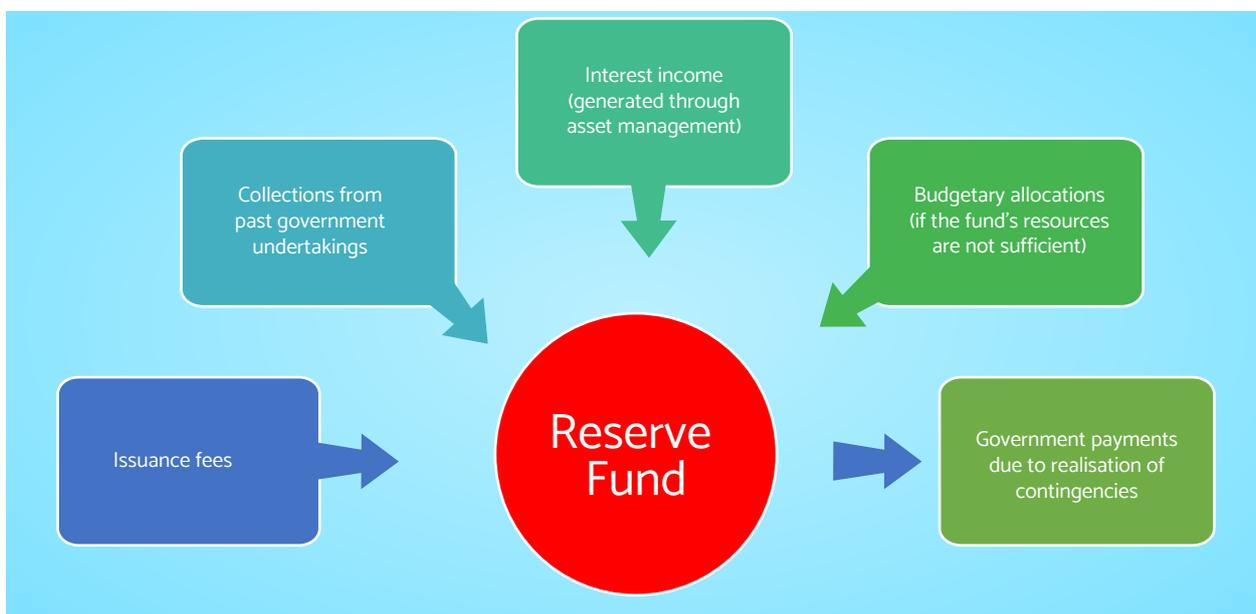 Interest income
(generated through
asset management)
Collections from
past government
undertakings
Budgetary allocations
(if the fund's resources
are not sufficient)
Issuance fees
Reserve
Fund
Government payments
due to realisation of
contingencies